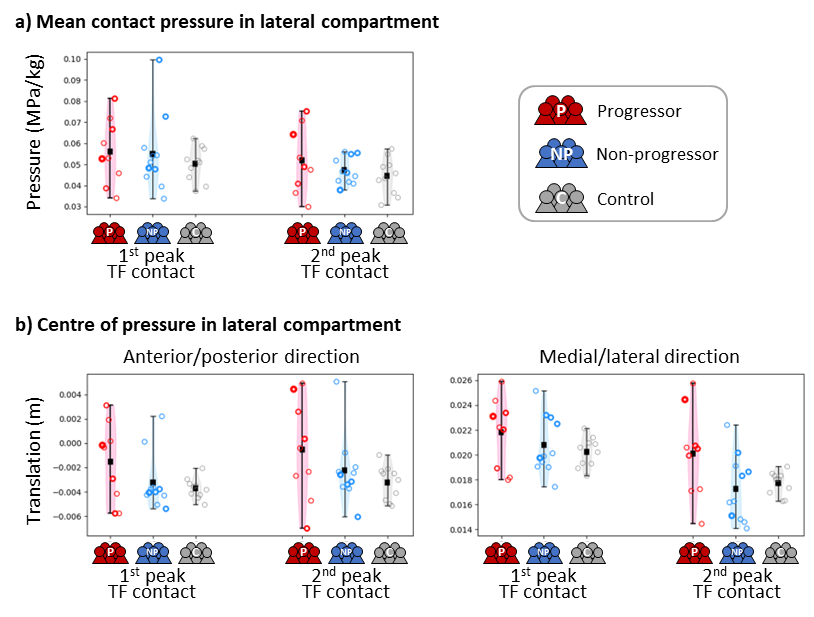 a) Mean contact pressure in lateral compartment
Pressure (MPa/kg)
0.10
0.09
0.08
0.07
0.06
0.05
0.04
0.03
P NP C P NP C
1st peak 2nd peak
TF contact TF contact
P Progressor
NP Non-progressor
C Control
b) Centre of pressure in lateral compartment
Anterior/posterior direction Medial/lateral direction
Translation (m)
0.004
0.002
0.000
−0.002
−0.004
−0.006
0.026
0.024
0.022
0.020
0.018
0.016
0.014
P NP C P NP C P NP C P NP C
1st peak 2nd peak 1st peak 2nd peak
TF contact TF contact TF contact TF contact